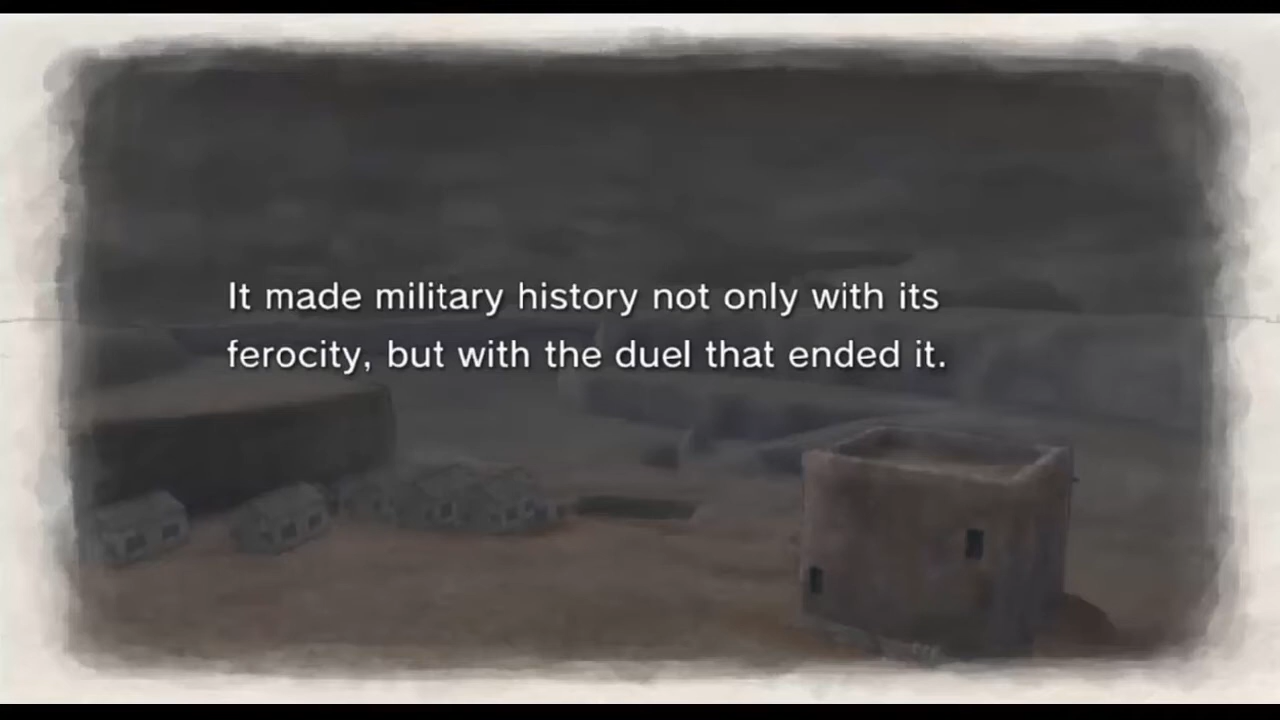 It made military history not only with its
ferocity, but with the duel that ended it.